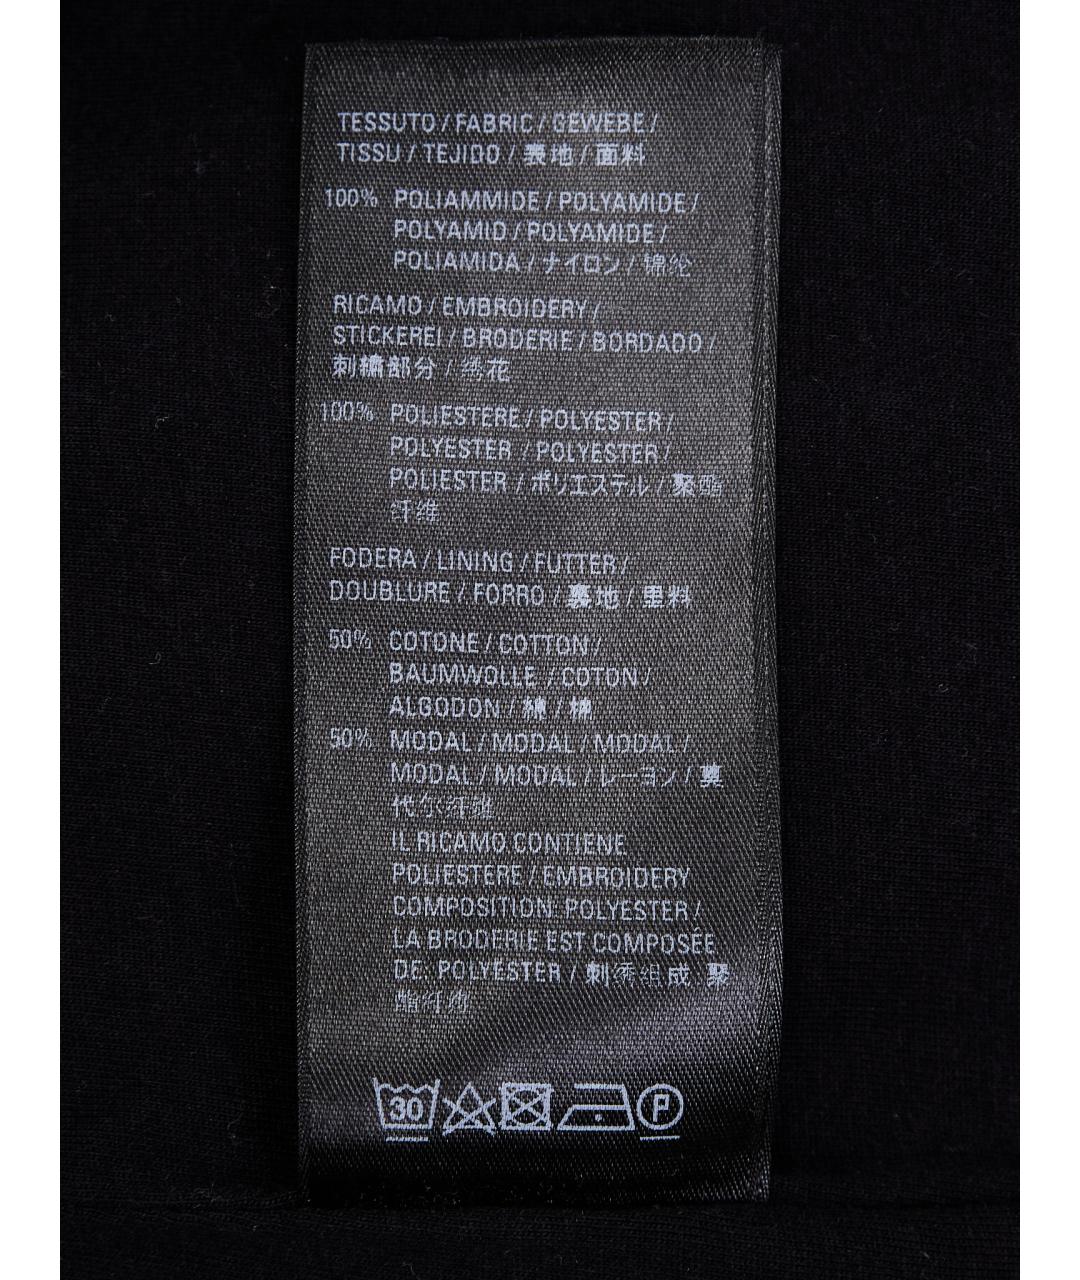 TESSUTO / FABRIC / GEWEBE /
TISSU / TEJIDO / 表地 / 面料
100% POLIAMMIDE / POLYAMIDE /
POLYAMID / POLYAMIDE /
POLIAMIDA / ナイロン / 锦纶
RICAMO / EMBROIDERY /
STICKEREI / BRODERIE / BORDADO /
刺繍部分 / 绣花
100% POLIESTERE / POLYESTER /
POLYESTER / POLYESTER /
POLIESTER / ポリエステル / 聚酯
纤维
FODERA / LINING / FUTTER /
DOUBLURE / FORRO / 裏地 / 里料
50% COTONE / COTTON /
BAUMWOLLE / COTON /
ALGODON / 綿 / 棉
50% MODAL / MODAL / MODAL /
MODAL / MODAL / レーヨン / 莫
代尔纤维
IL RICAMO CONTIENE
POLIESTERE / EMBROIDERY
COMPOSITION: POLYESTER /
LA BRODERIE EST COMPOSÉE
DE: POLYESTER / 刺绣组成 聚
酯纤维
30 P